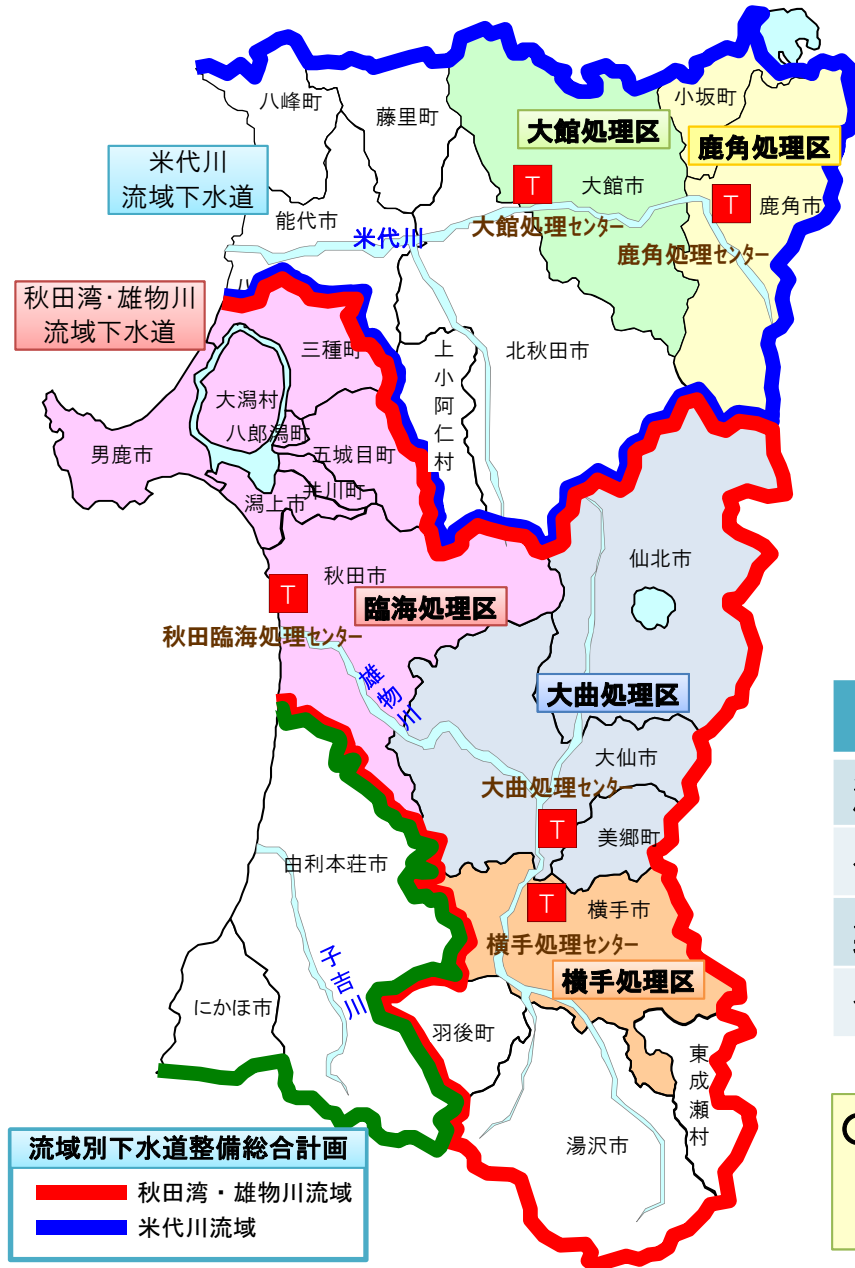 八峰町
藤里町
小坂町
大館処理区
鹿角処理区
米代川
流域下水道
T
大館市
T
鹿角市
能代市
米代川
大館処理センター
鹿角処理センター
八
秋田湾・雄物川
流域下水道
三種町
上小阿仁村
北秋田市
大潟村
八郎潟町
男鹿市
五城目町
井川町
潟上市
秋田市
仙北市
T
臨海処理区
秋田臨海処理センター
雄物川
大曲処理区
大仙市
大曲処理センター
T
美郷町
由利本荘市
T
横手市
子吉川
横手処理センター
横手処理区
にかほ市
羽後町
東成瀬村
湯沢市
流域別下水道整備総合計画
秋田湾・雄物川流域
米代川流域